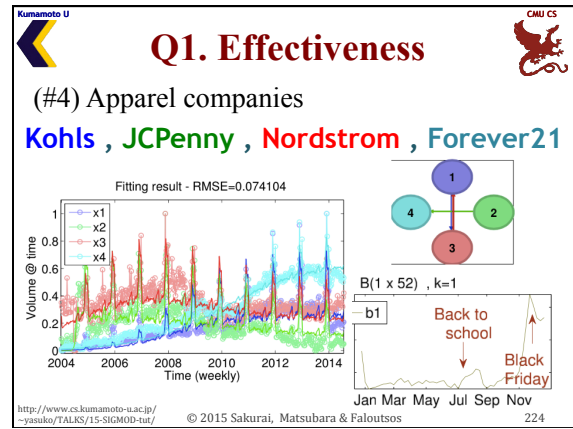 Kumamoto U
CMU CS
Q1. Effectiveness
(#4) Apparel companies
Kohls , JCPenny , Nordstrom , Forever21
Fitting result - RMSE=0.074104
x1
x2
x3
x4
Volume @ time
1
0.8
0.6
0.4
0.2
0
2004 2006 2008 2010 2012 2014
Time (weekly)
1
4
2
3
B(1 x 52) , k=1
b1
Back to
school
Black
Friday
Jan Mar May Jul Sep Nov
http://www.cs.kumamoto-u.ac.jp/
~yasuko/TALKS/15-SIGMOD-tut/
© 2015 Sakurai, Matsubara & Faloutsos
224